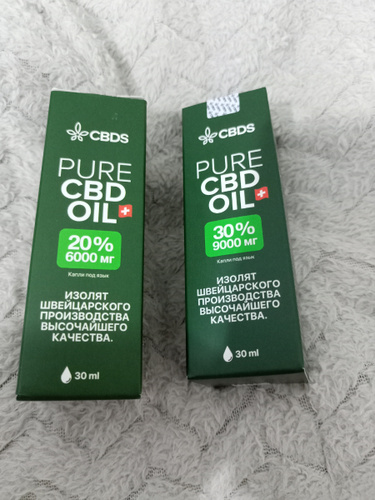 CBDS
PURE
CBD
OIL
20%
6000 мг
Капли под язык
ИЗОЛЯТ
ШВЕЙЦАРСКОГО
ПРОИЗВОДСТВА
ВЫСОЧАЙШЕГО
КАЧЕСТВА.
30 ml
CBDS
PURE
CBD
OIL
30%
9000 мг
Капли под язык
ИЗОЛЯТ
ШВЕЙЦАРСКОГО
ПРОИЗВОДСТВА
ВЫСОЧАЙШЕГО
КАЧЕСТВА.
30 ml